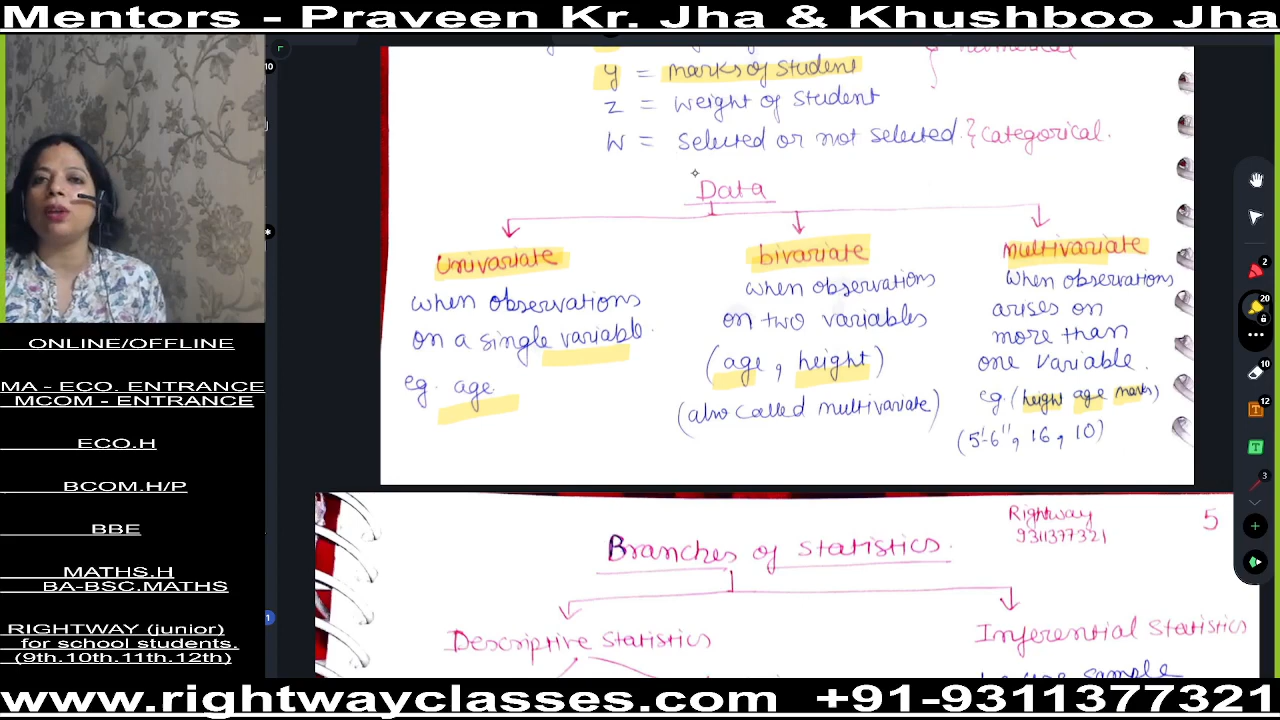 Mentors - Praveen Kr. Jha & Khushboo Jha
y = marks of student
z = weight of student
W = selected or not selected } categorical.
Data
Univariate
when observations
on a single variable.
eg. age.
bivariate
when observations
on two variables
(age, height)
(also called multivariate)
multivariate
when observations
arises on
more than
one variable.
eg. (height age marks)
(5'-6", 16, 10)
Rightway
9311377321
5
Branches of statistics.
Descriptive statistics
Inferential statistics
ONLINE/OFFLINE
MA - ECO. ENTRANCE
MCOM - ENTRANCE
ECO.H
BCOM.H/P
BBE
MATHS.H
BA-BSC.MATHS
RIGHTWAY (junior)
for school students.
(9th.10th.11th.12th)
www.rightwayclasses.com +91-9311377321